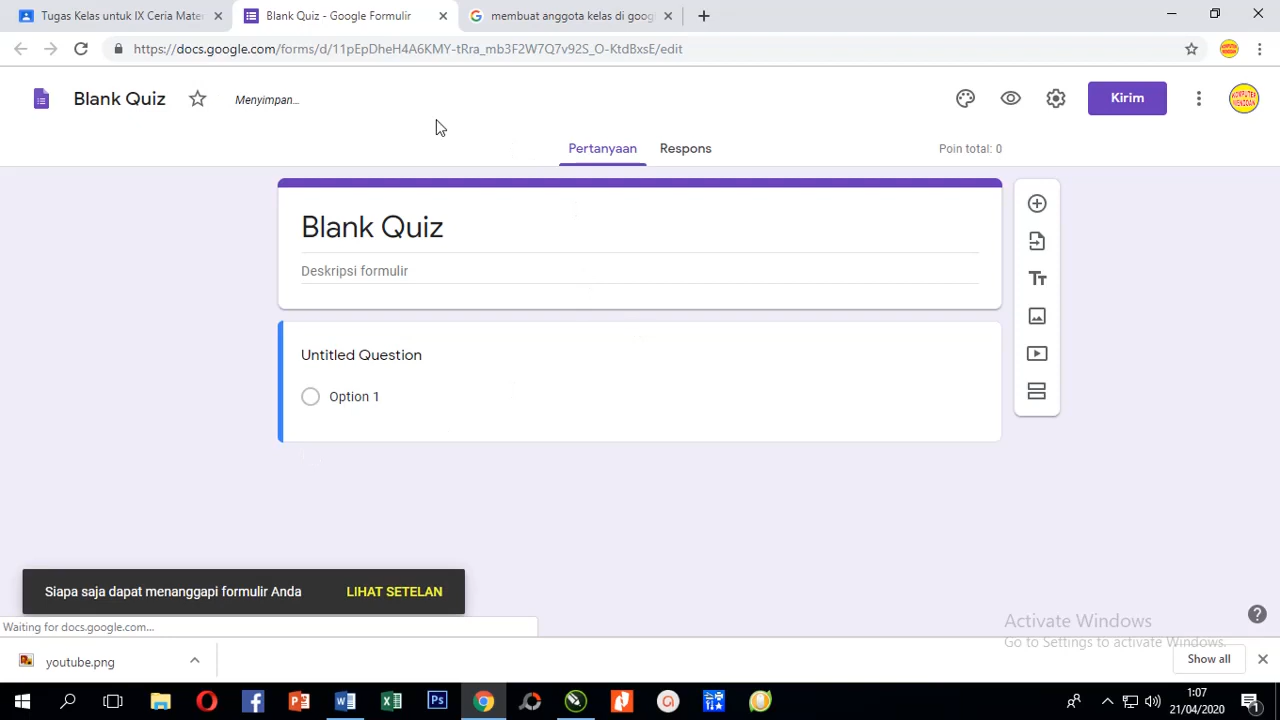 Tugas Kelas untuk IX Ceria Mater
Blank Quiz - Google Formulir
membuat anggota kelas di goog
https://docs.google.com/forms/d/11pEpDheH4A6KMY-tRra_mb3F2W7Q7v92S_O-KtdBxsE/edit
Blank Quiz
Menyimpan...
Kirim
Pertanyaan
Respons
Poin total: 0
Blank Quiz
Deskripsi formulir
Tт
Untitled Question
Option 1
Siapa saja dapat menanggapi formulir Anda
LIHAT SETELAN
Waiting for docs.google.com...
Activate Windows
Go to Settings to activate Windows.
youtube.png
Show all
1:07
21/04/2020